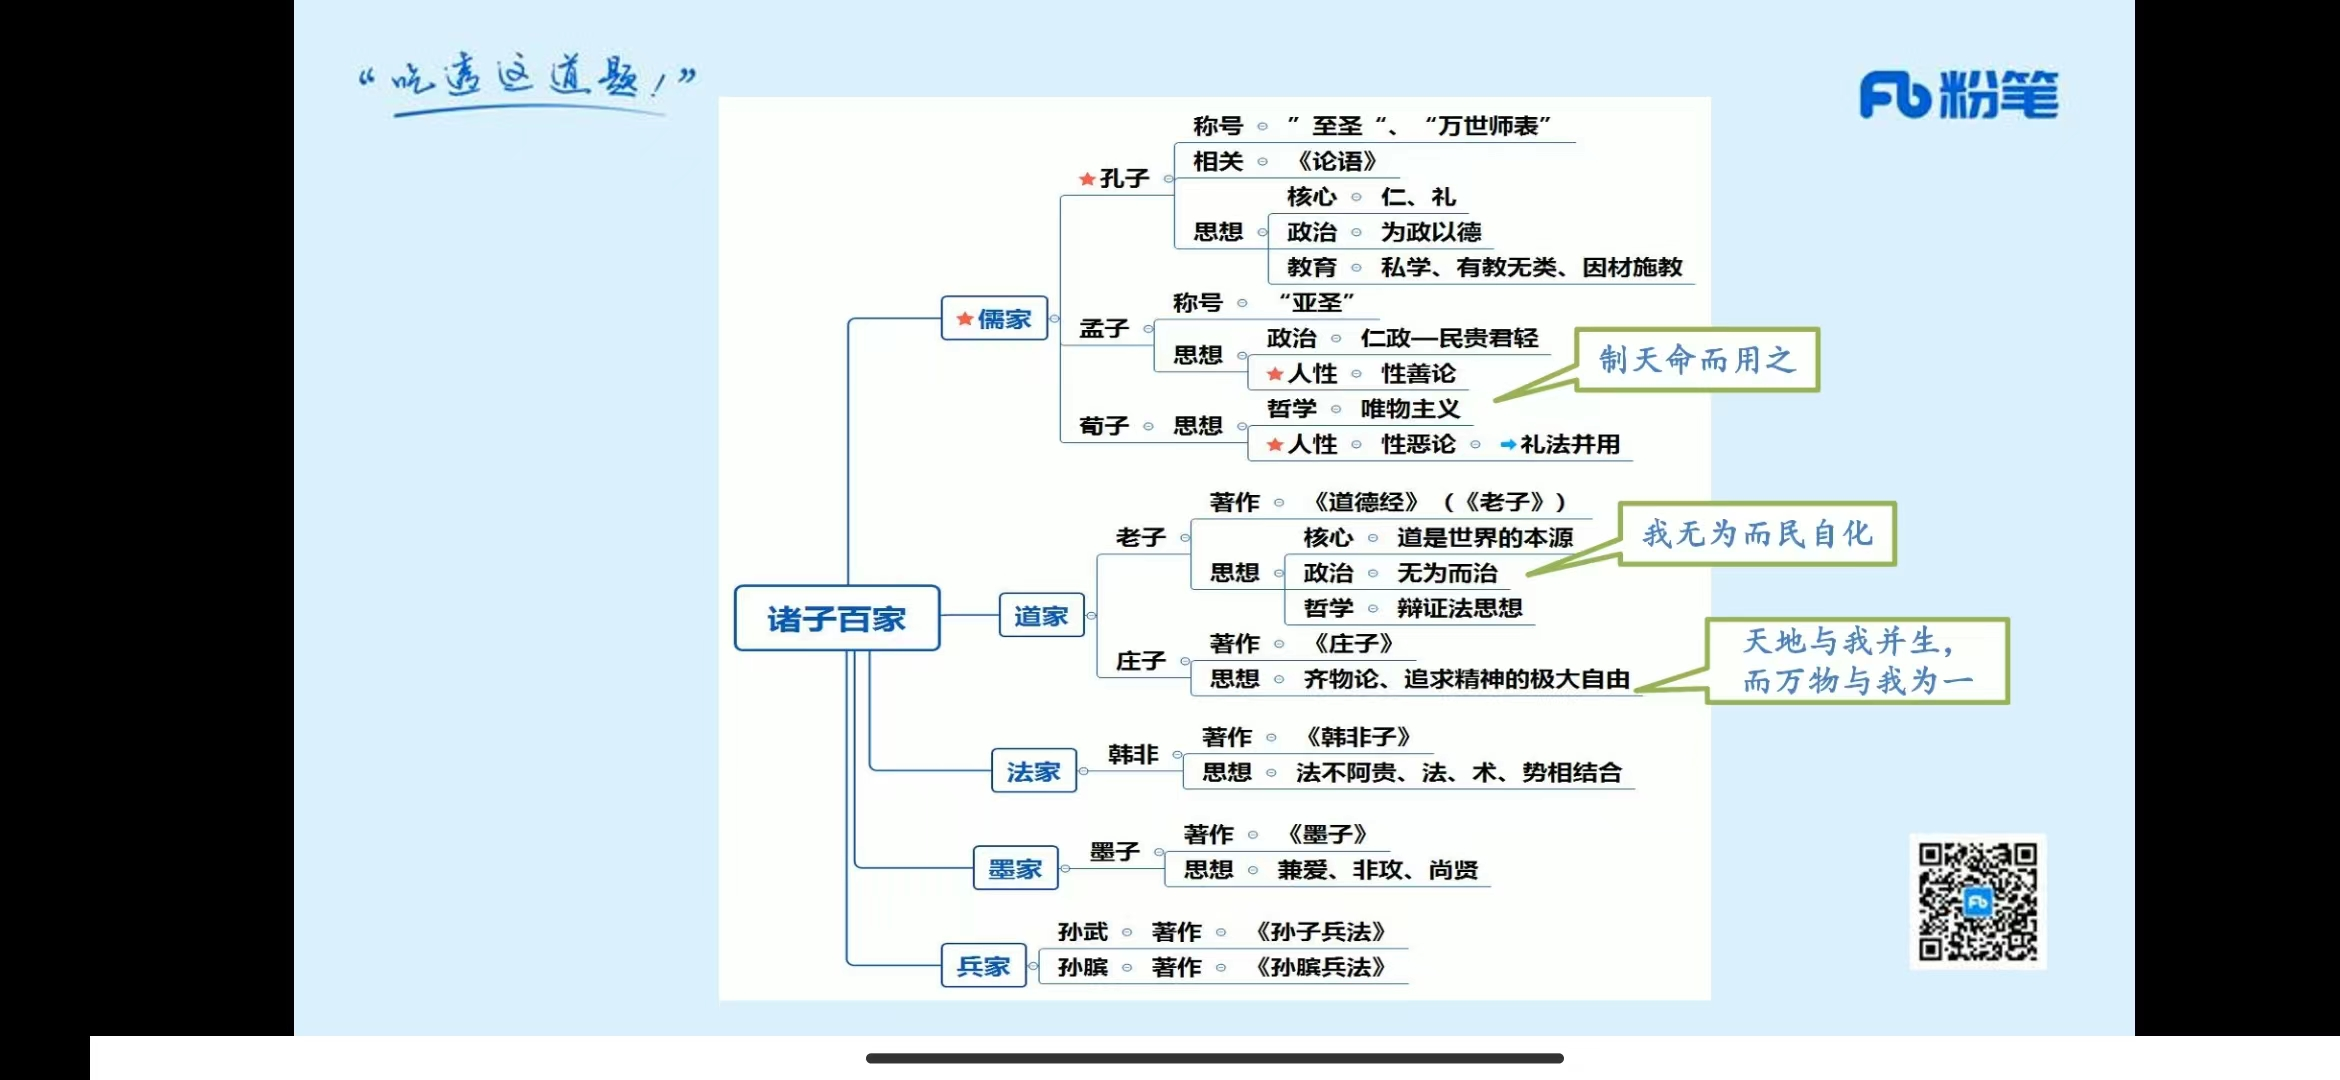 “吃透这道题！”
粉笔
诸子百家
★儒家
★孔子
称号 ”至圣“、“万世师表”
相关 《论语》
思想
核心 仁、礼
政治 为政以德
教育 私学、有教无类、因材施教
孟子
称号 “亚圣”
思想
政治 仁政—民贵君轻
★人性 性善论
荀子 思想
哲学 唯物主义
制天命而用之
★人性 性恶论 ➡礼法并用
道家
老子
著作 《道德经》（《老子》）
思想
核心 道是世界的本源
政治 无为而治
我无为而民自化
哲学 辩证法思想
庄子
著作 《庄子》
思想 齐物论、追求精神的极大自由
天地与我并生，
而万物与我为一
法家
韩非
著作 《韩非子》
思想 法不阿贵、法、术、势相结合
墨家
墨子
著作 《墨子》
思想 兼爱、非攻、尚贤
兵家
孙武 著作 《孙子兵法》
孙膑 著作 《孙膑兵法》